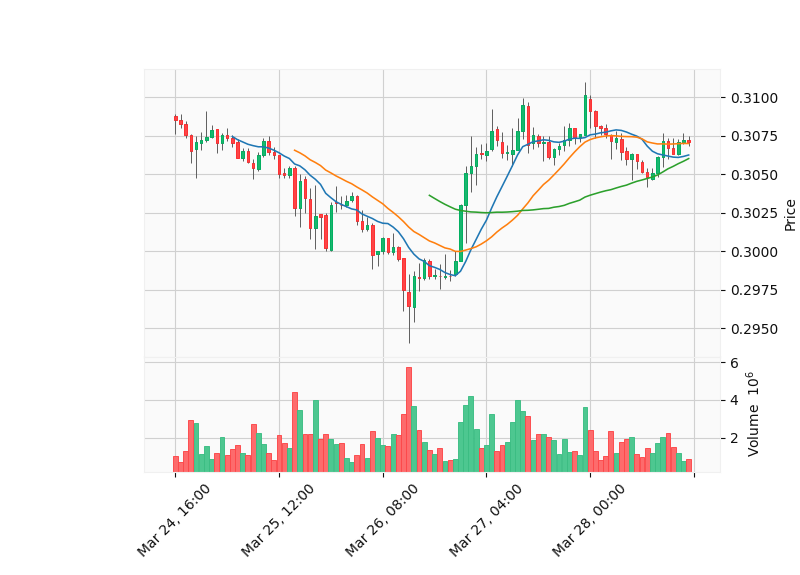 0.3100
0.3075
0.3050
0.3025
0.3000
0.2975
0.2950
Price
6
4
2
Volume 10^6
Mar 24, 16:00
Mar 25, 12:00
Mar 26, 08:00
Mar 27, 04:00
Mar 28, 00:00